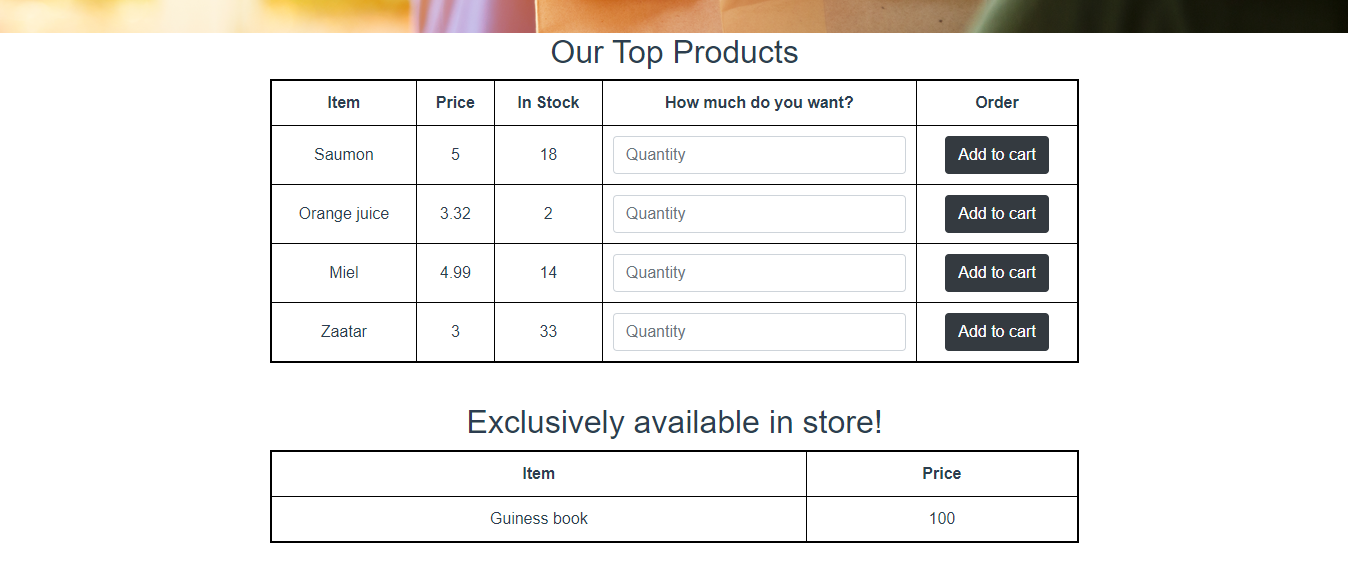 Our Top Products
Item Price In Stock How much do you want? Order
Saumon 5 18 Quantity Add to cart
Orange juice 3.32 2 Quantity Add to cart
Miel 4.99 14 Quantity Add to cart
Zaatar 3 33 Quantity Add to cart
Exclusively available in store!
Item Price
Guiness book 100